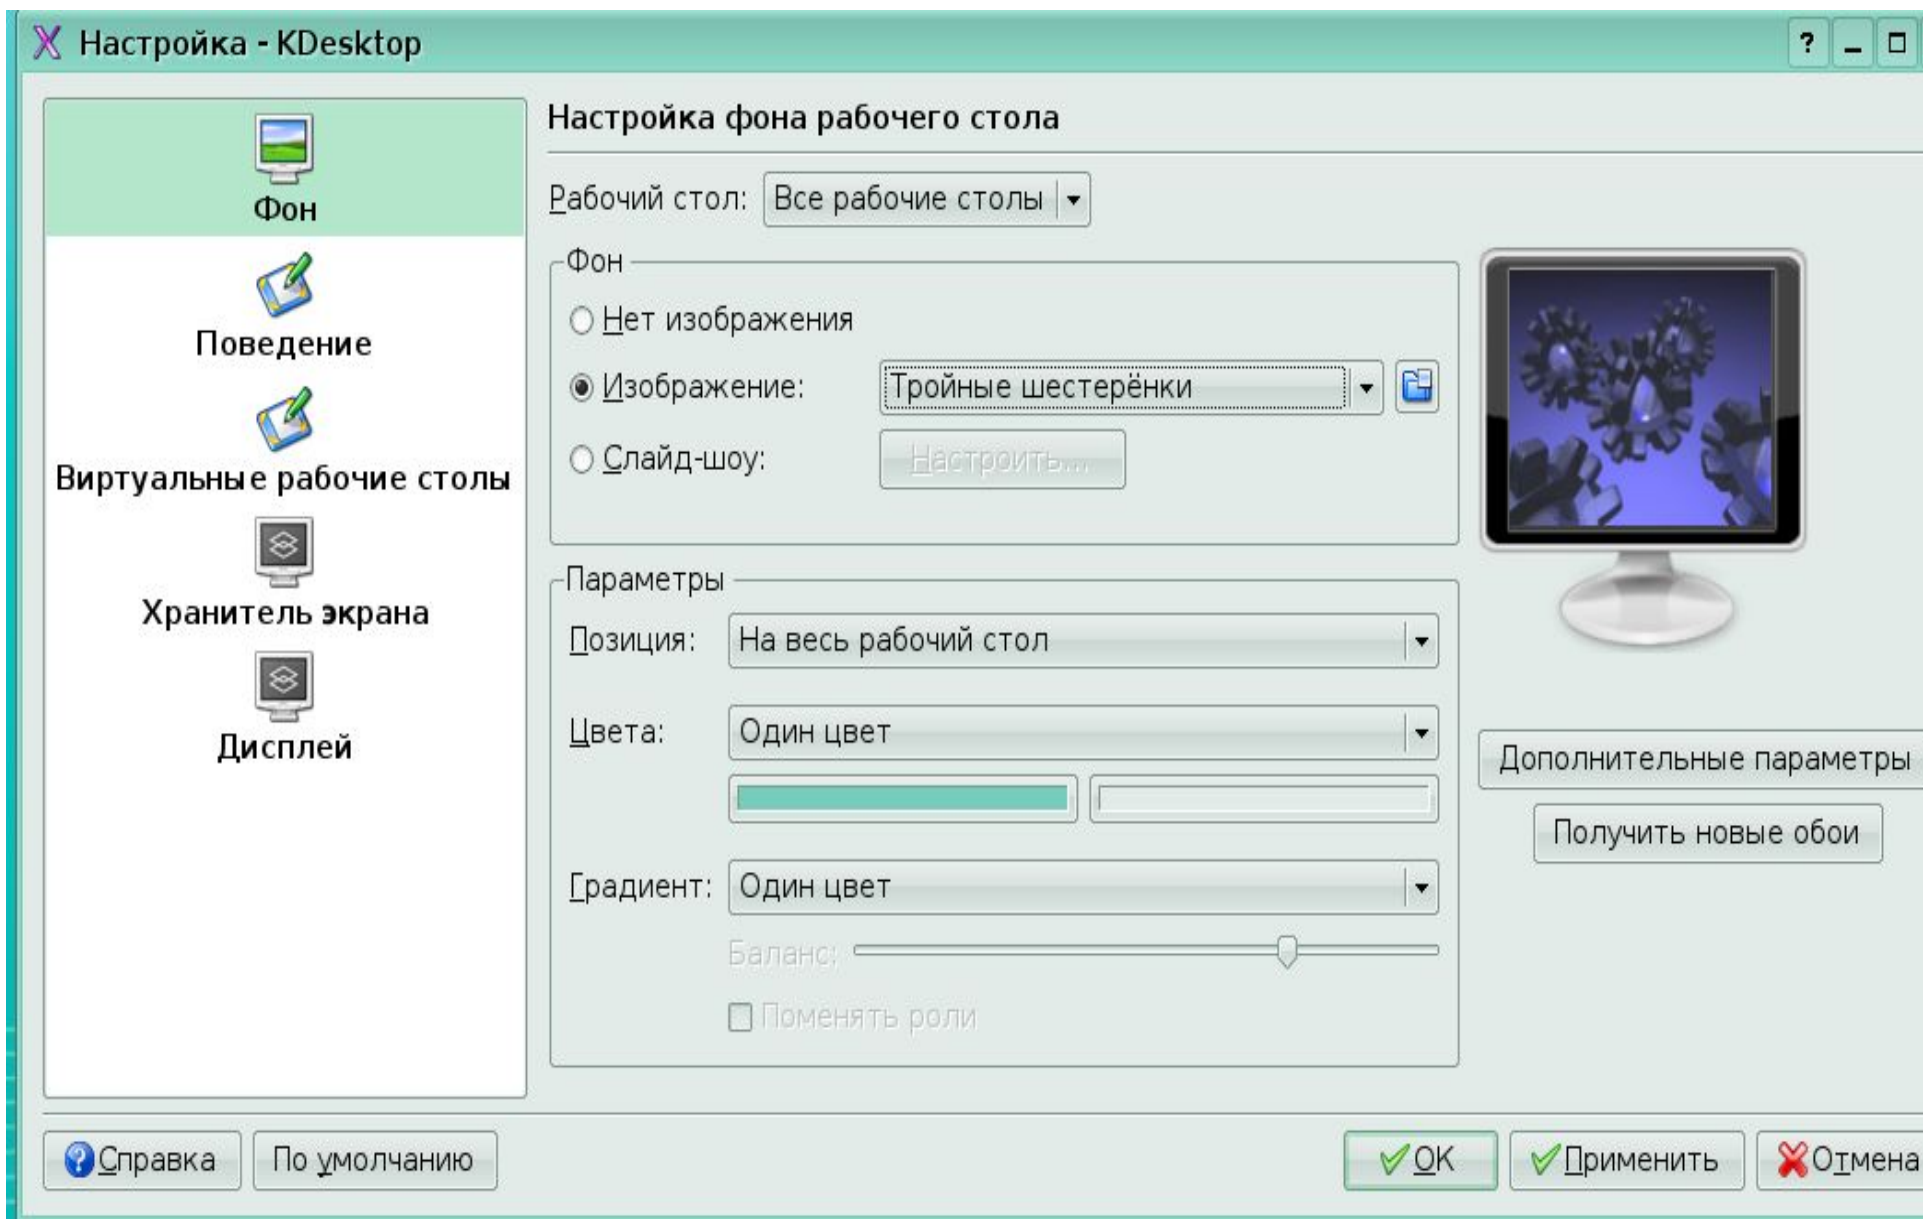 Настройка - KDesktop
Фон
Поведение
Виртуальные рабочие столы
Хранитель экрана
Дисплей
Настройка фона рабочего стола
Рабочий стол: Все рабочие столы
Фон
Нет изображения
Изображение: Тройные шестерёнки
Слайд-шоу: Настроить...
Параметры
Позиция: На весь рабочий стол
Цвета: Один цвет
Градиент: Один цвет
Баланс:
Поменять роли
Дополнительные параметры
Получить новые обои
Справка По умолчанию OK Применить Отмена